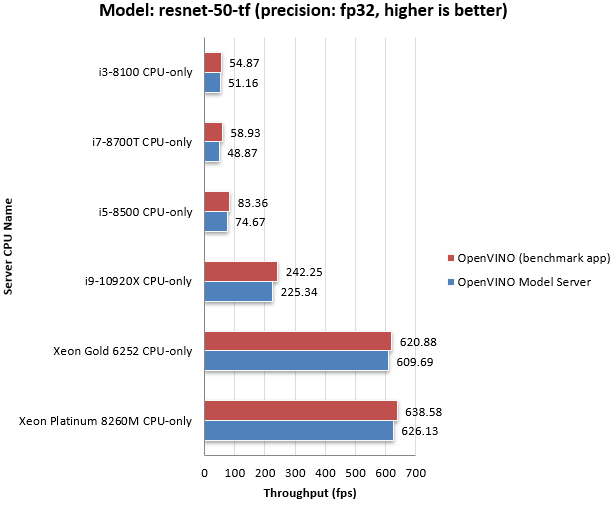 Model: resnet-50-tf (precision: fp32, higher is better)
i3-8100 CPU-only
54.87
51.16
i7-8700T CPU-only
58.93
48.87
i5-8500 CPU-only
83.36
74.67
i9-10920X CPU-only
242.25
225.34
Xeon Gold 6252 CPU-only
620.88
609.69
Xeon Platinum 8260M CPU-only
638.58
626.13
Server CPU Name
OpenVINO (benchmark app)
OpenVINO Model Server
0 100 200 300 400 500 600 700
Throughput (fps)